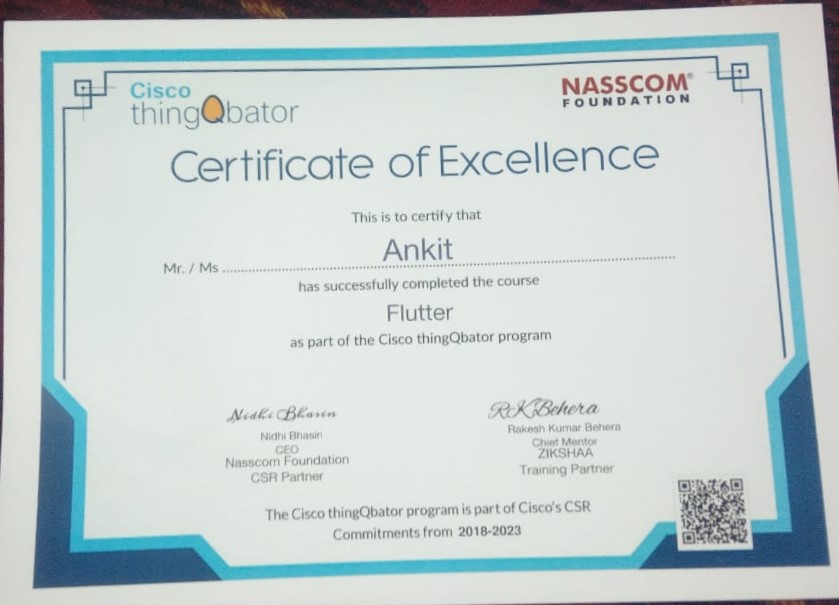 Cisco
thingQbator
NASSCOM®
FOUNDATION
Certificate of Excellence
This is to certify that
Mr. / Ms ........ Ankit ........
has successfully completed the course
Flutter
as part of the Cisco thingQbator program
Nidhi Bhasin
Nidhi Bhasin
CEO
Nasscom Foundation
CSR Partner
RKBehera
Rakesh Kumar Behera
Chief Mentor
ZIKSHAA
Training Partner
The Cisco thingQbator program is part of Cisco's CSR
Commitments from 2018-2023